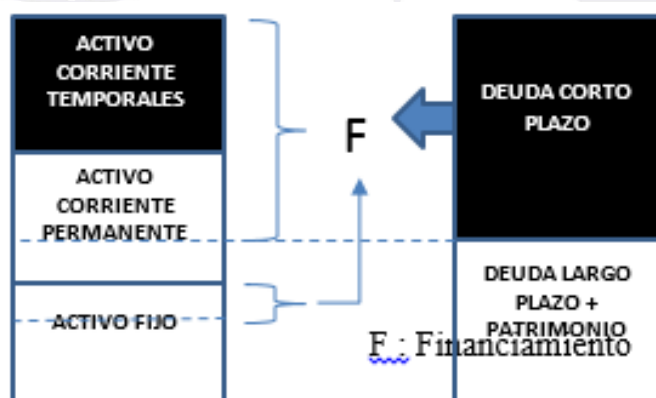 ACTIVO
CORRIENTE
TEMPORALES
ACTIVO
CORRIENTE
PERMANENTE
ACTIVO FIJO
F
DEUDA CORTO
PLAZO
DEUDA LARGO
PLAZO +
PATRIMONIO
F : Financiamiento